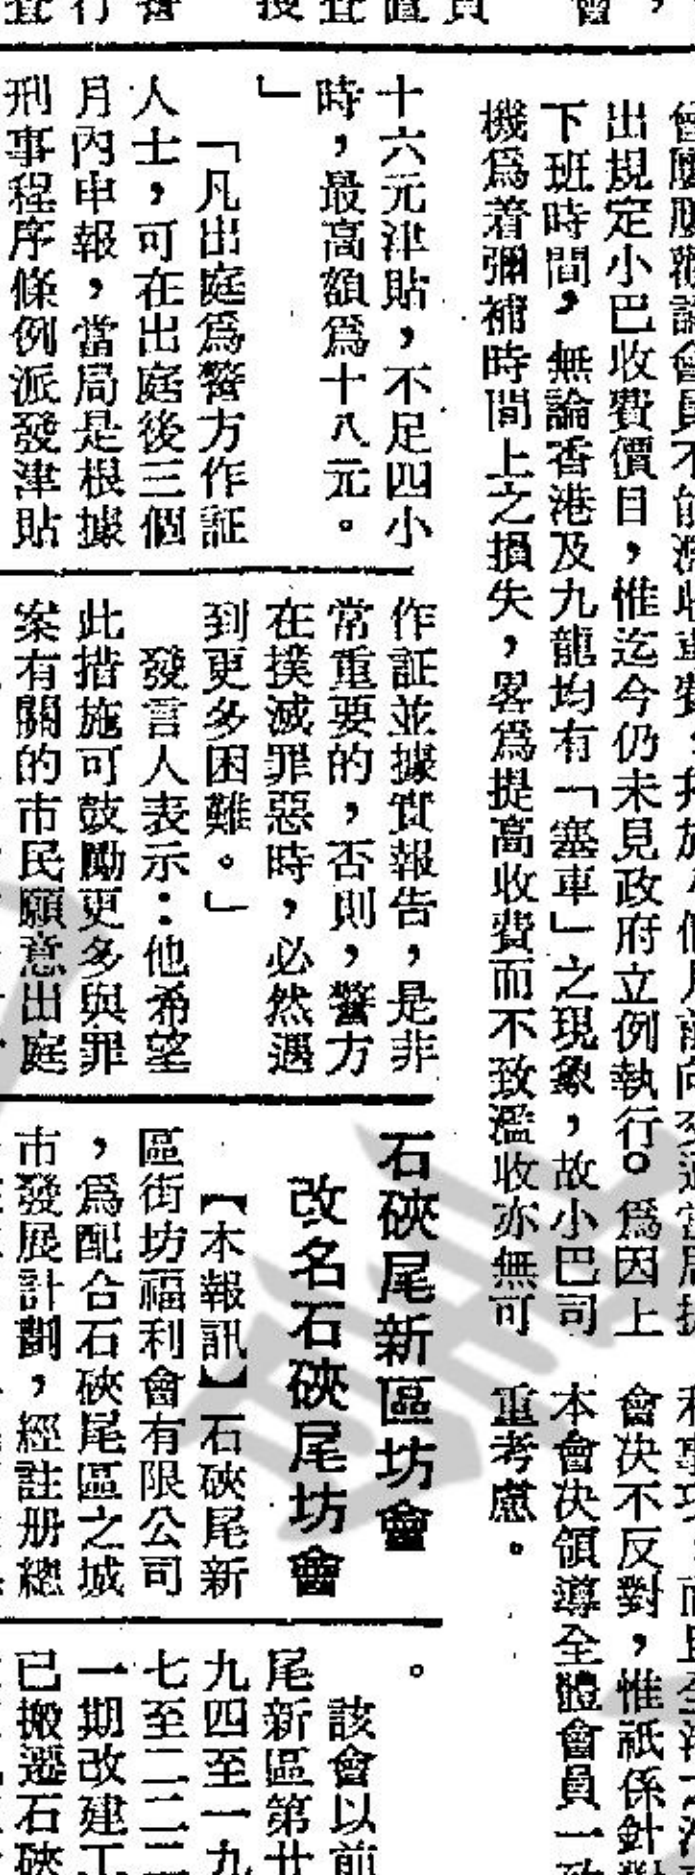 出規定小巴收費價目，惟迄今仍未見政府立例執行。爲因上
下班時間，無論香港及九龍均有「塞車」之現象，故小巴司
機爲着彌補時間上之損失，畧爲提高收費而不致濫收亦無可
會决不反對，惟祇係針對
本會决領導全體會員一致
重考慮。
十六元津貼，不足四小
時，最高額爲十八元。
」
「凡出庭爲警方作証
人士，可在出庭後三個
月內申報，當局是根據
刑事程序條例派發津貼
作証並據實報告，是非
常重要的，否則，警方
在撲滅罪惡時，必然遇
到更多困難。」
發言人表示：他希望
此措施可鼓勵更多與罪
案有關的市民願意出庭
石硤尾新區坊會
改名石硤尾坊會
【本報訊】石硤尾新
區街坊福利會有限公司
，爲配合石硤尾區之城
市發展計劃，經註册總
。
該會以前
尾新區第廿
九四至一九
七至二二
一期改建工
已搬遷石硤